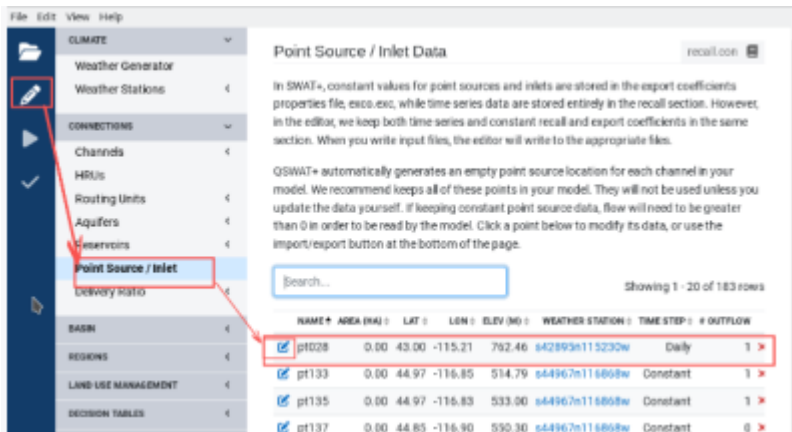 File Edit View Help
CLIMATE
Weather Generator
Weather Stations
CONNECTIONS
Channels
HRUs
Routing Units
Aquifers
Reservoirs
Point Source / Inlet
Delivery Ratio
BASIN
REGIONS
LAND USE MANAGEMENT
DECISION TABLES
Point Source / Inlet Data
recall.con
In SWAT+, constant values for point sources and inlets are stored in the export coefficients
properties file, exco.exc, while time series data are stored entirely in the recall section. However,
in the editor, we keep both time series and constant recall and export coefficients in the same
section. When you write input files, the editor will write to the appropriate files.
QSWAT+ automatically generates an empty point source location for each channel in your
model. We recommend keeps all of these points in your model. They will not be used unless you
update the data yourself. If keeping constant point source data, flow will need to be greater
than 0 in order to be read by the model. Click a point below to modify its data, or use the
import/export button at the bottom of the page.
Search...
Showing 1 - 20 of 183 rows
NAME AREA (HA) LAT LON ELEV (M) WEATHER STATION TIME STEP # OUTFLOW
pt028 0.00 43.00 -115.21 762.46 s42895n115230w Daily 1
pt133 0.00 44.97 -116.85 514.79 s44967n116868w Constant 1
pt135 0.00 44.97 -116.83 533.00 s44967n116868w Constant 1
pt137 0.00 44.85 -116.90 550.30 s44967n116868w Constant 0